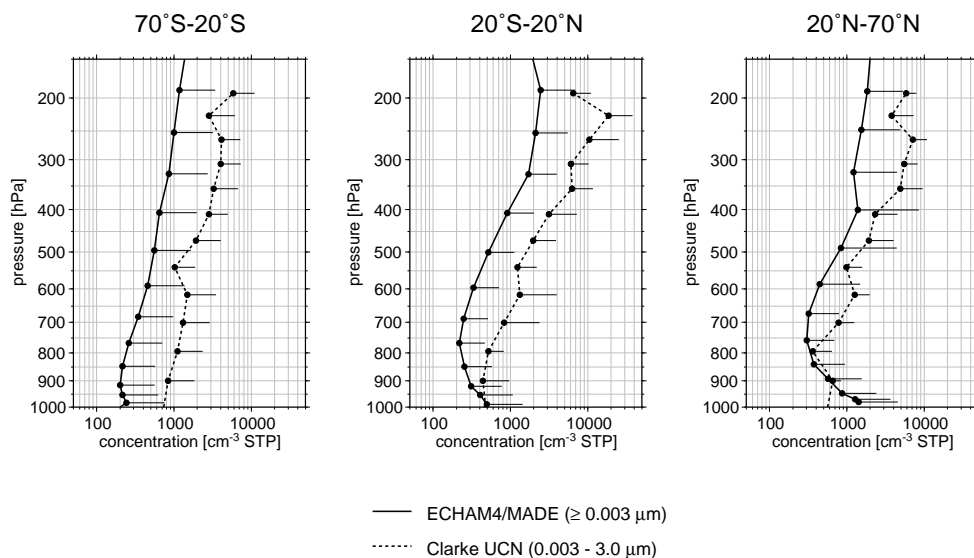 70°S-20°S
20°S-20°N
20°N-70°N
pressure [hPa]
200
300
400
500
600
700
800
900
1000
100 1000 10000
concentration [cm-3 STP]
pressure [hPa]
200
300
400
500
600
700
800
900
1000
100 1000 10000
concentration [cm-3 STP]
pressure [hPa]
200
300
400
500
600
700
800
900
1000
100 1000 10000
concentration [cm-3 STP]
ECHAM4/MADE (≥ 0.003 µm)
Clarke UCN (0.003 - 3.0 µm)